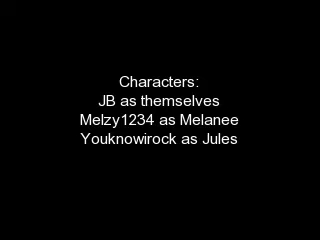 Characters:
JB as themselves
Melzy1234 as Melanee
Youknowirock as Jules